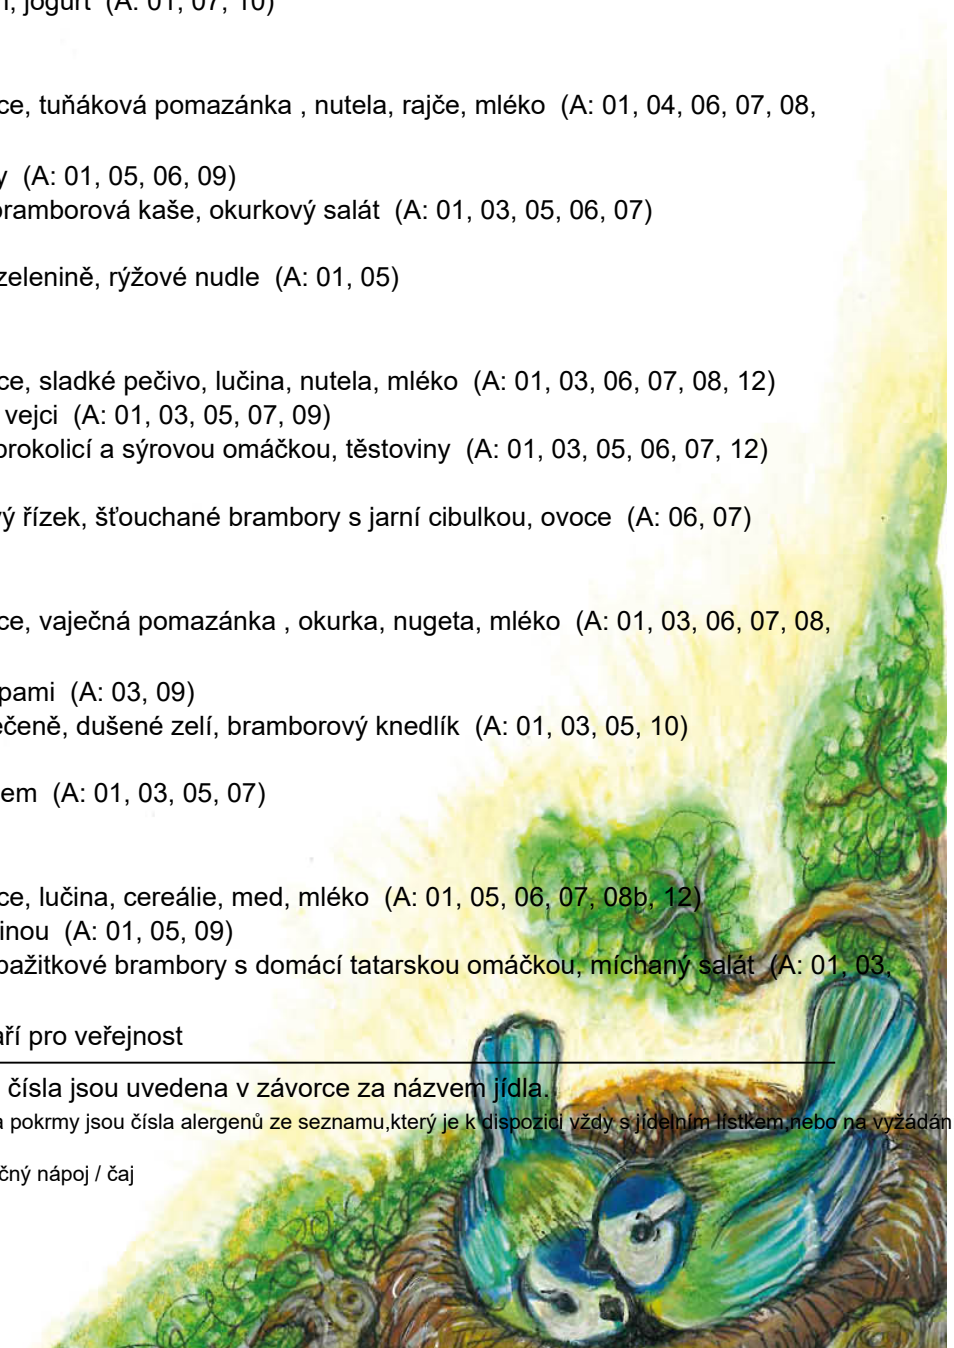 jogurt (A: 01, 07, 10)
ce, tuňáková pomazánka , nutela, rajče, mléko (A: 01, 04, 06, 07, 08,
y (A: 01, 05, 06, 09)
bramborová kaše, okurkový salát (A: 01, 03, 05, 06, 07)
zelenině, rýžové nudle (A: 01, 05)
ce, sladké pečivo, lučina, nutela, mléko (A: 01, 03, 06, 07, 08, 12)
vejci (A: 01, 03, 05, 07, 09)
brokolicí a sýrovou omáčkou, těstoviny (A: 01, 03, 05, 06, 07, 12)
ý řízek, šťouchané brambory s jarní cibulkou, ovoce (A: 06, 07)
ce, vaječná pomazánka , okurka, nugeta, mléko (A: 01, 03, 06, 07, 08,
pami (A: 03, 09)
ečeně, dušené zelí, bramborový knedlík (A: 01, 03, 05, 10)
em (A: 01, 03, 05, 07)
ce, lučina, cereálie, med, mléko (A: 01, 05, 06, 07, 08b, 12)
inou (A: 01, 05, 09)
pažitkové brambory s domácí tatarskou omáčkou, míchaný salát (A: 01, 03,
aří pro veřejnost
čísla jsou uvedena v závorce za názvem jídla.
a pokrmy jsou čísla alergenů ze seznamu,který je k dispozici vždy s jídelním lístkem,nebo na vyžádán
čný nápoj / čaj